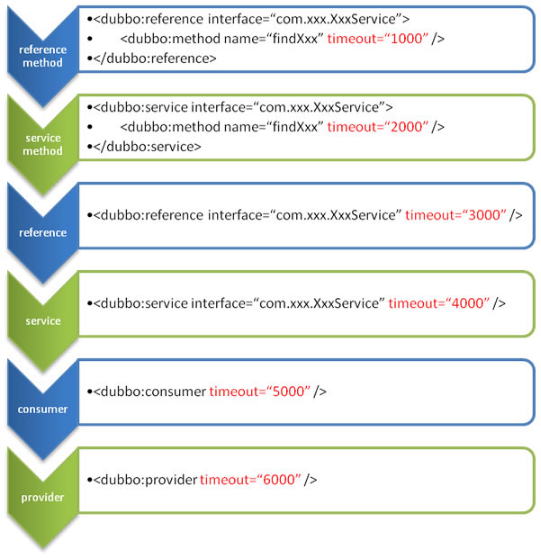 reference
method
•<dubbo:reference interface=“com.xxx.XxxService”>
• <dubbo:method name=“findXxx” timeout=“1000” />
•</dubbo:reference>
service
method
•<dubbo:service interface=“com.xxx.XxxService”>
• <dubbo:method name=“findXxx” timeout=“2000” />
•</dubbo:service>
reference
•<dubbo:reference interface=“com.xxx.XxxService” timeout=“3000” />
service
•<dubbo:service interface=“com.xxx.XxxService” timeout=“4000” />
consumer
•<dubbo:consumer timeout=“5000” />
provider
•<dubbo:provider timeout=“6000” />